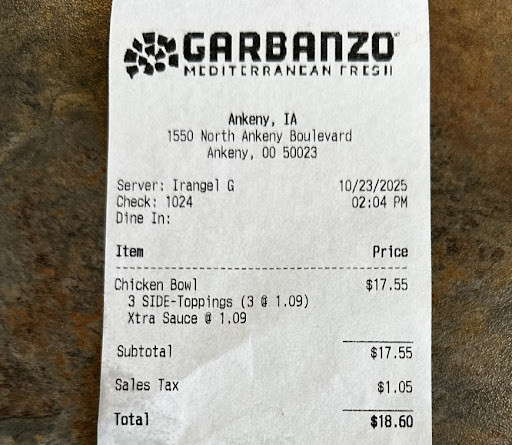 GARBANZO
MEDITERRANEAN FRESH
Ankeny, IA
1550 North Ankeny Boulevard
Ankeny, OO 50023
Server: Irangel G 10/23/2025
Check: 1024 02:04 PM
Dine In:
Item Price
Chicken Bowl $17.55
3 SIDE-Toppings (3 @ 1.09)
Xtra Sauce @ 1.09
Subtotal $17.55
Sales Tax $1.05
Total $18.60